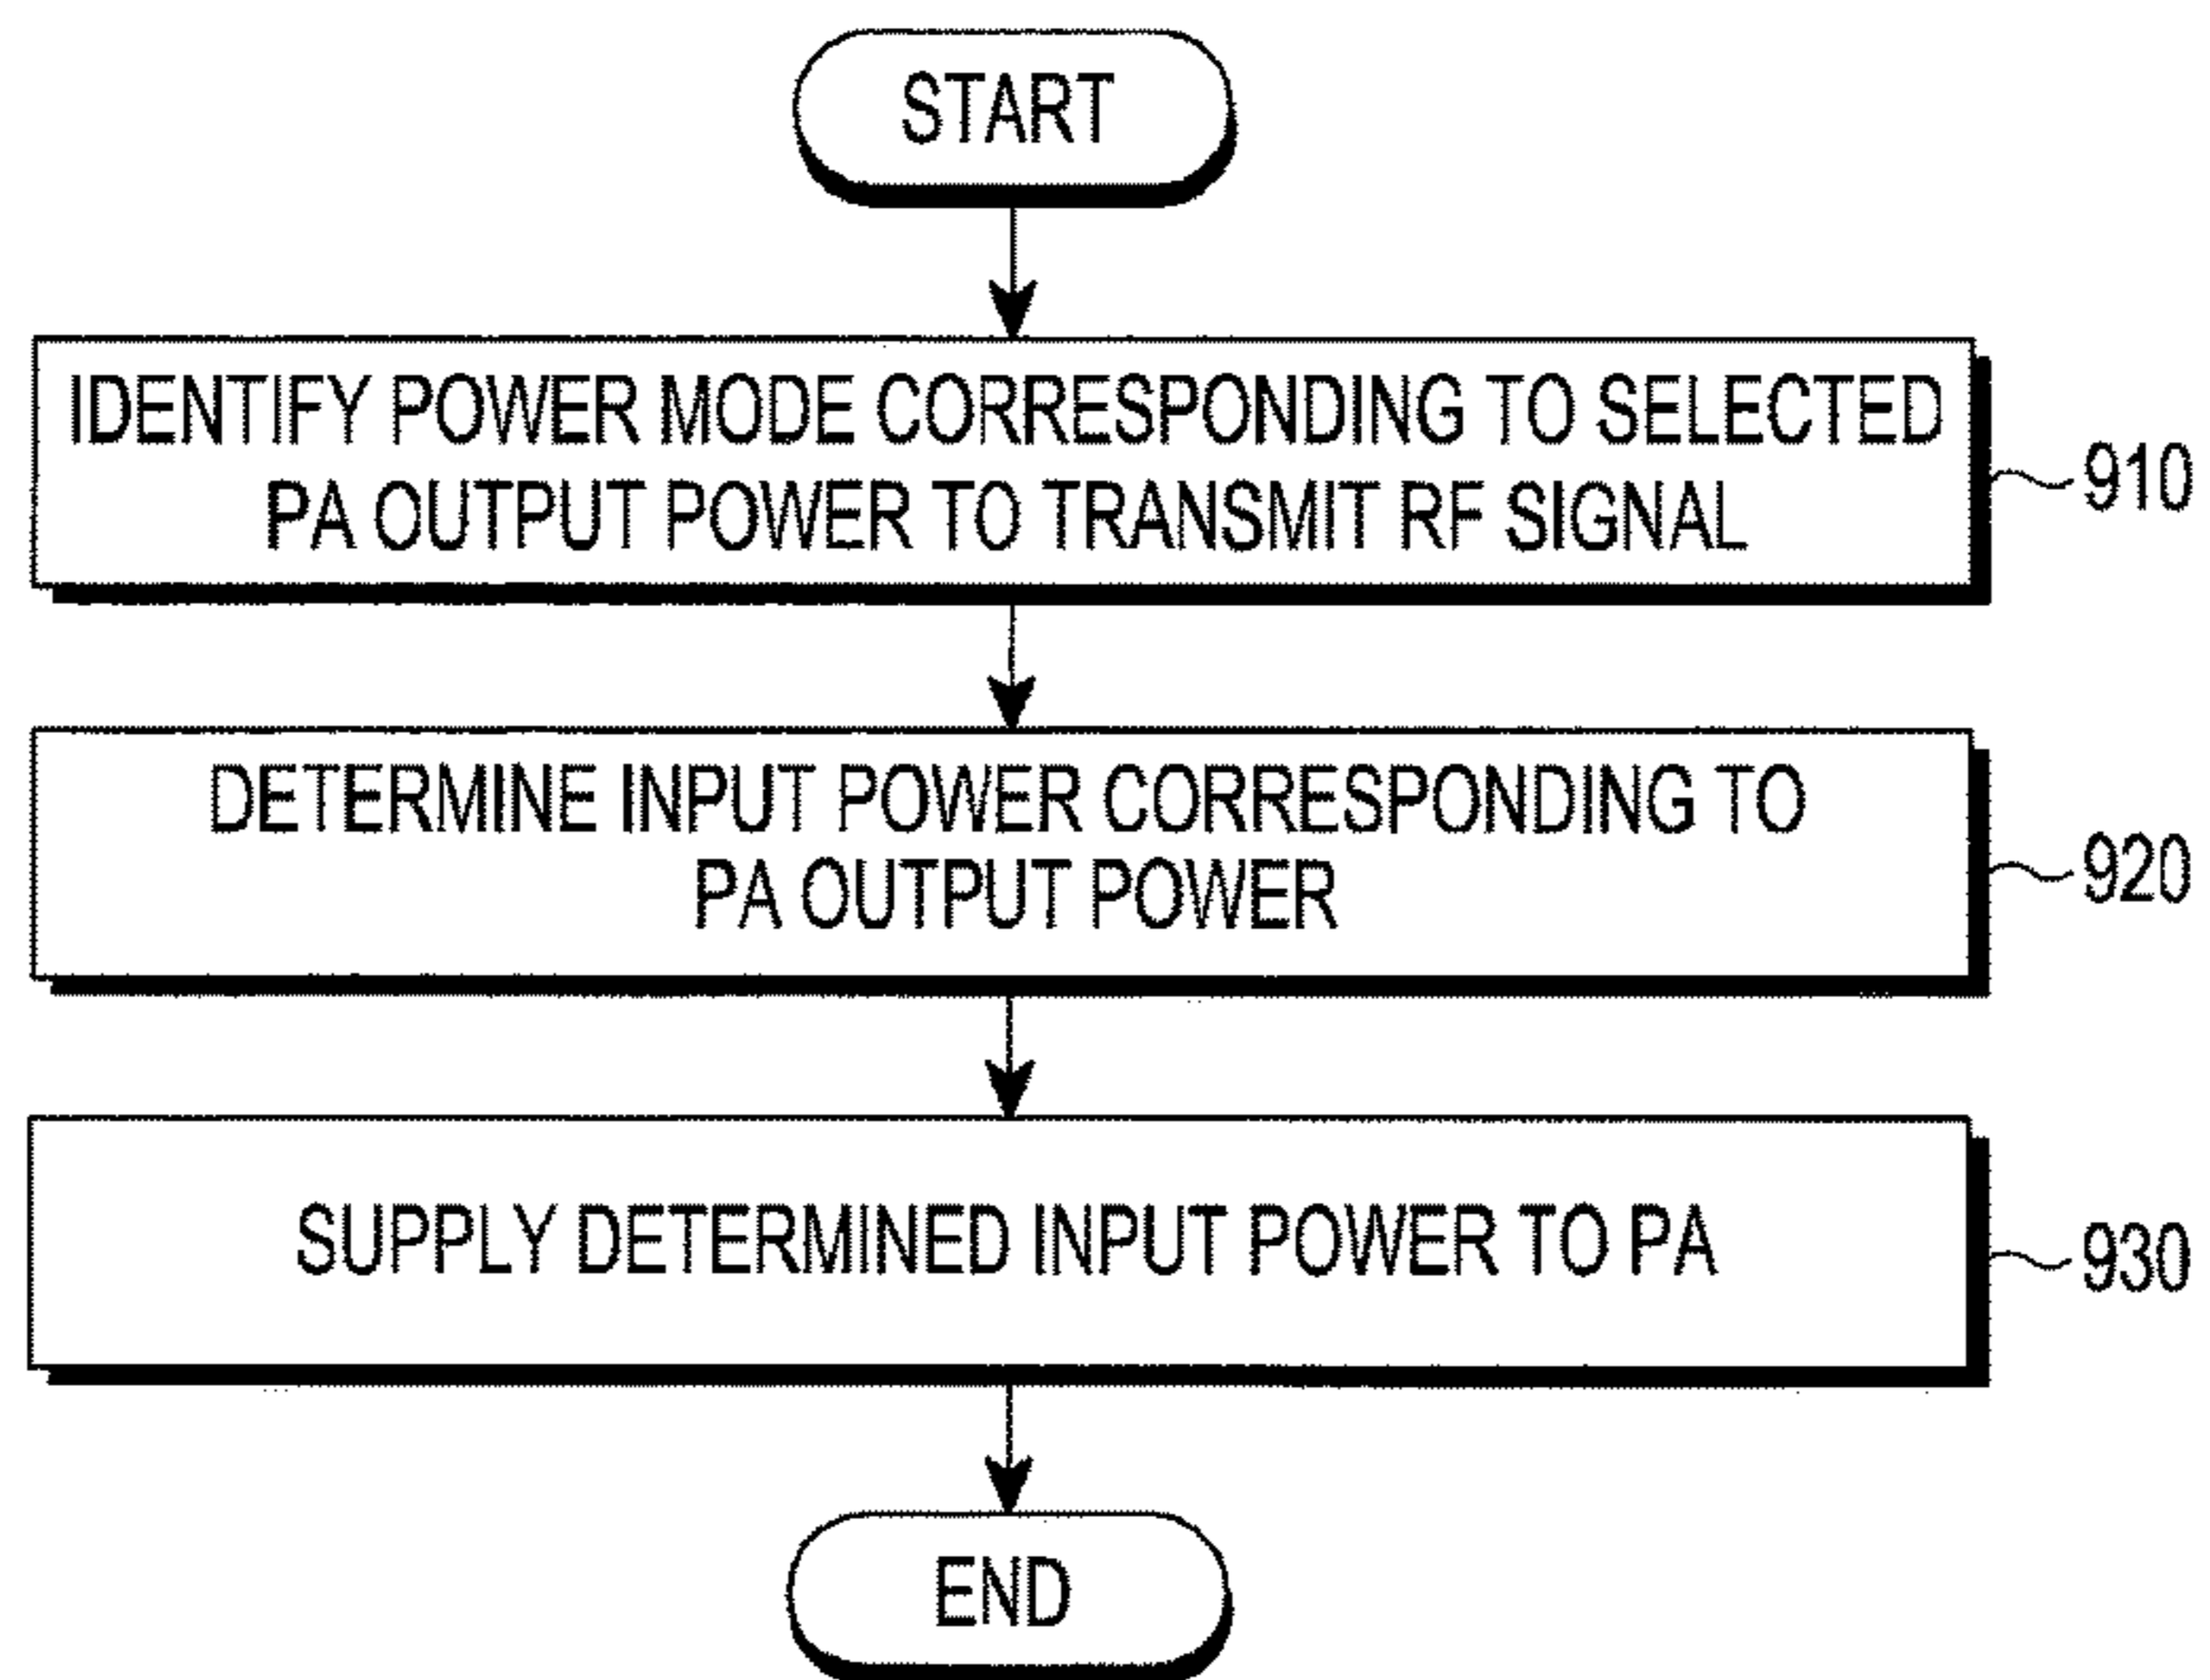 START
IDENTIFY POWER MODE CORRESPONDING TO SELECTED
PA OUTPUT POWER TO TRANSMIT RF SIGNAL
910
DETERMINE INPUT POWER CORRESPONDING TO
PA OUTPUT POWER
920
SUPPLY DETERMINED INPUT POWER TO PA
930
END